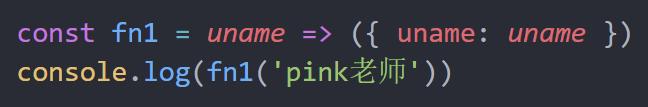 const fn1 = uname => ({ uname: uname })
console.log(fn1('pink老师'))